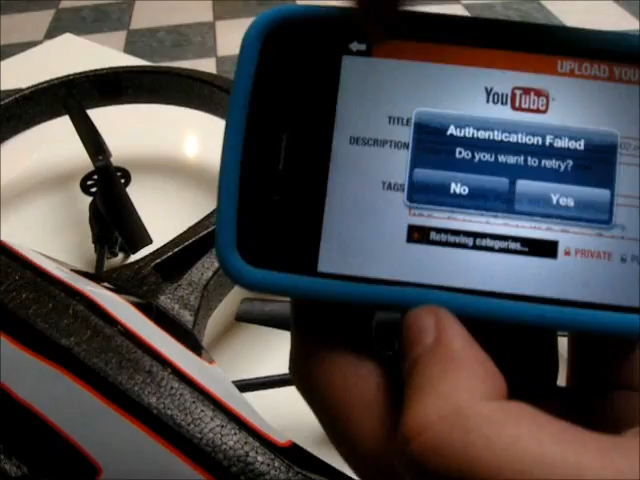 UPLOAD YOU
YouTube
TITLE
Authentication Failed
Do you want to retry?
DESCRIPTION
No
Yes
TAGS
Retrieving categories...
PRIVATE